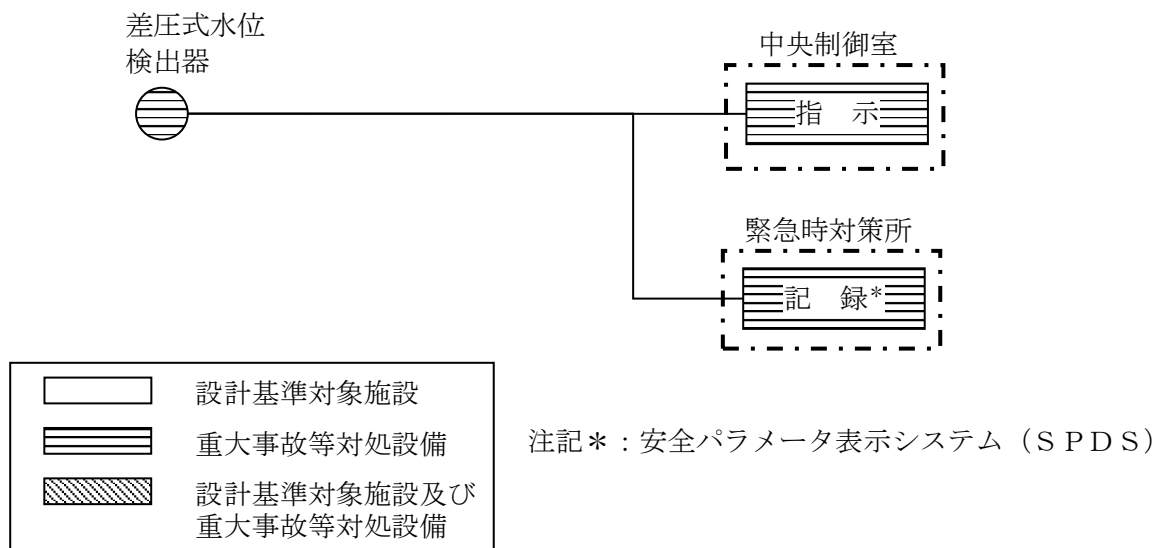 差圧式水位
検出器
中央制御室
指　示
緊急時対策所
記　録*
設計基準対象施設
重大事故等対処設備
設計基準対象施設及び
重大事故等対処設備
注記＊：安全パラメータ表示システム（ＳＰＤＳ）